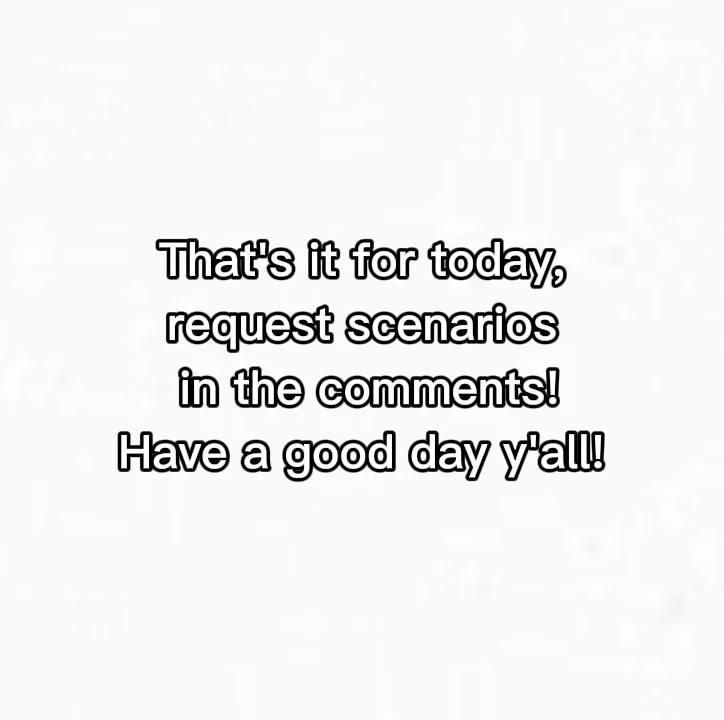 That's it for today,
request scenarios
in the comments!
Have a good day y'all!